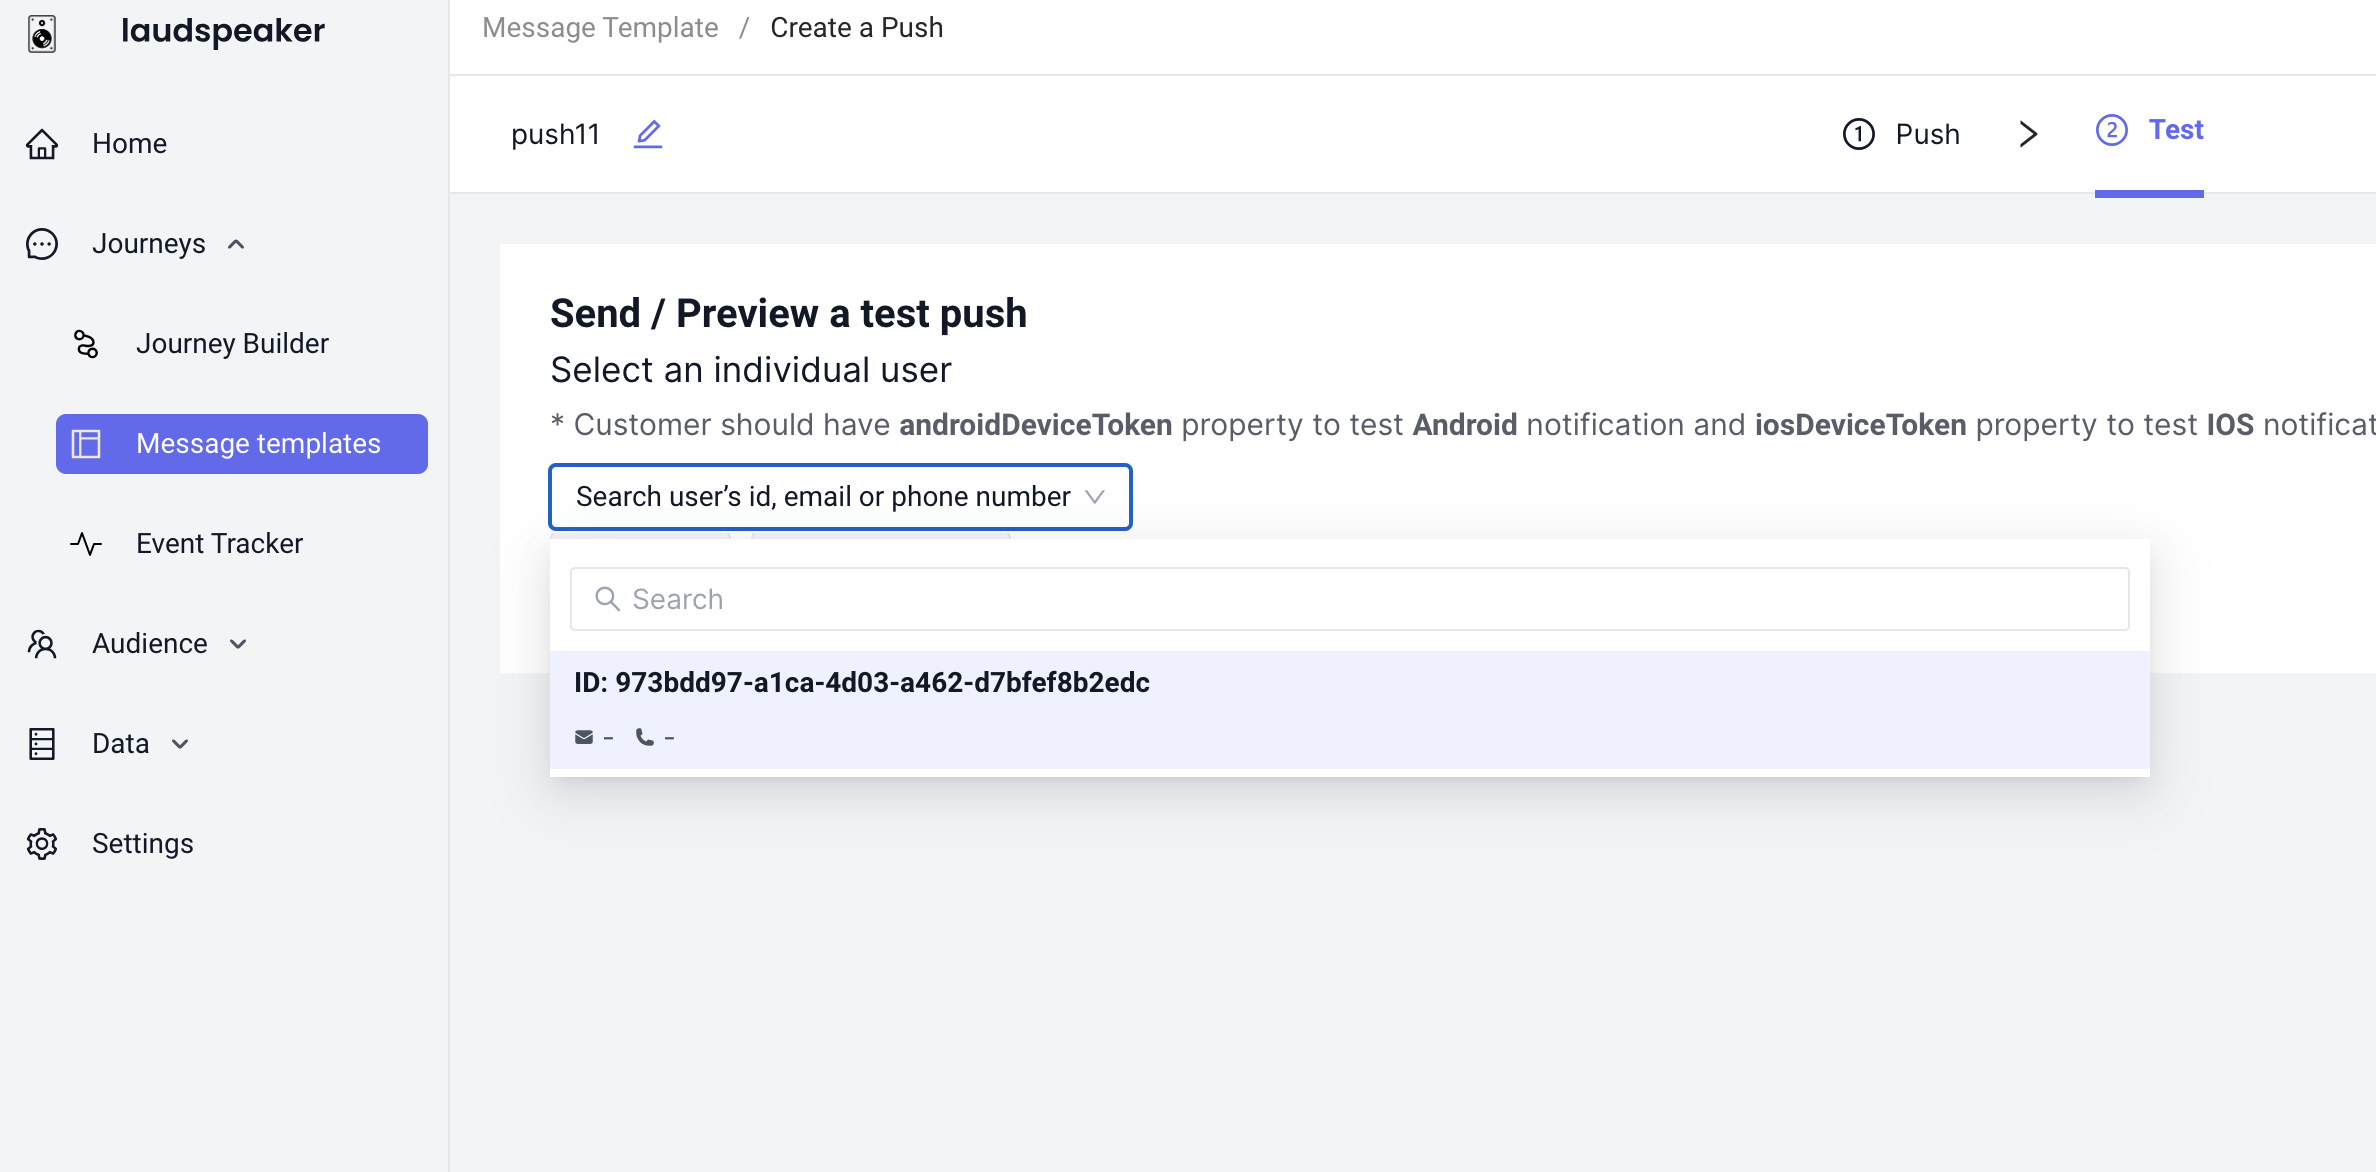 laudspeaker
Home
Journeys
Journey Builder
Message templates
Event Tracker
Audience
Data
Settings
Message Template / Create a Push
push11
1 Push
2 Test
Send / Preview a test push
Select an individual user
* Customer should have androidDeviceToken property to test Android notification and iosDeviceToken property to test IOS notificat
Search user’s id, email or phone number
Search
ID: 973bdd97-a1ca-4d03-a462-d7bfef8b2edc
- -